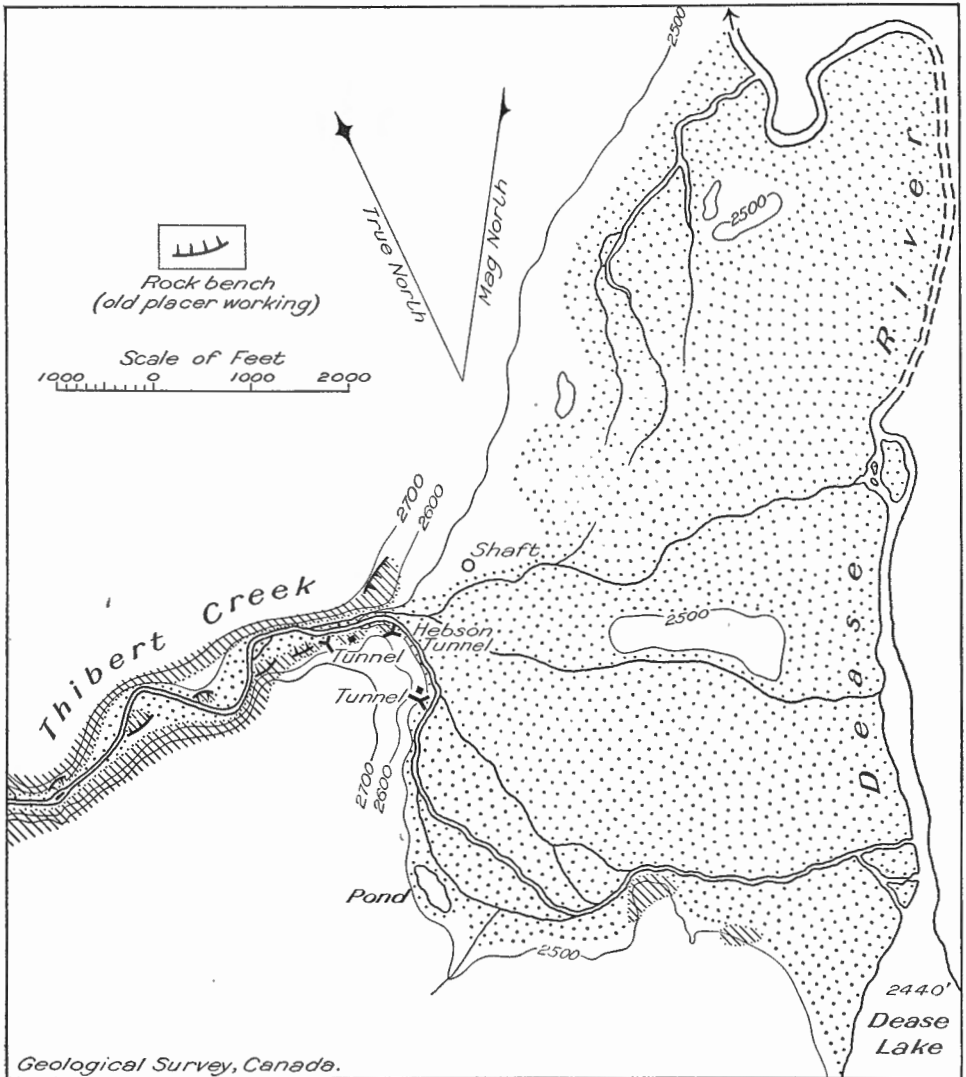 2500
True North
Mag North
2500
River
Rock bench
(old placer working)
Scale of Feet
1000 0 1000 2000
2700
2600
Shaft
Thibert Creek
Hebson
Tunnel
Tunnel
Tunnel
2500
Dease
2700
2600
Pond
2500
2440'
Dease
Lake
Geological Survey, Canada.